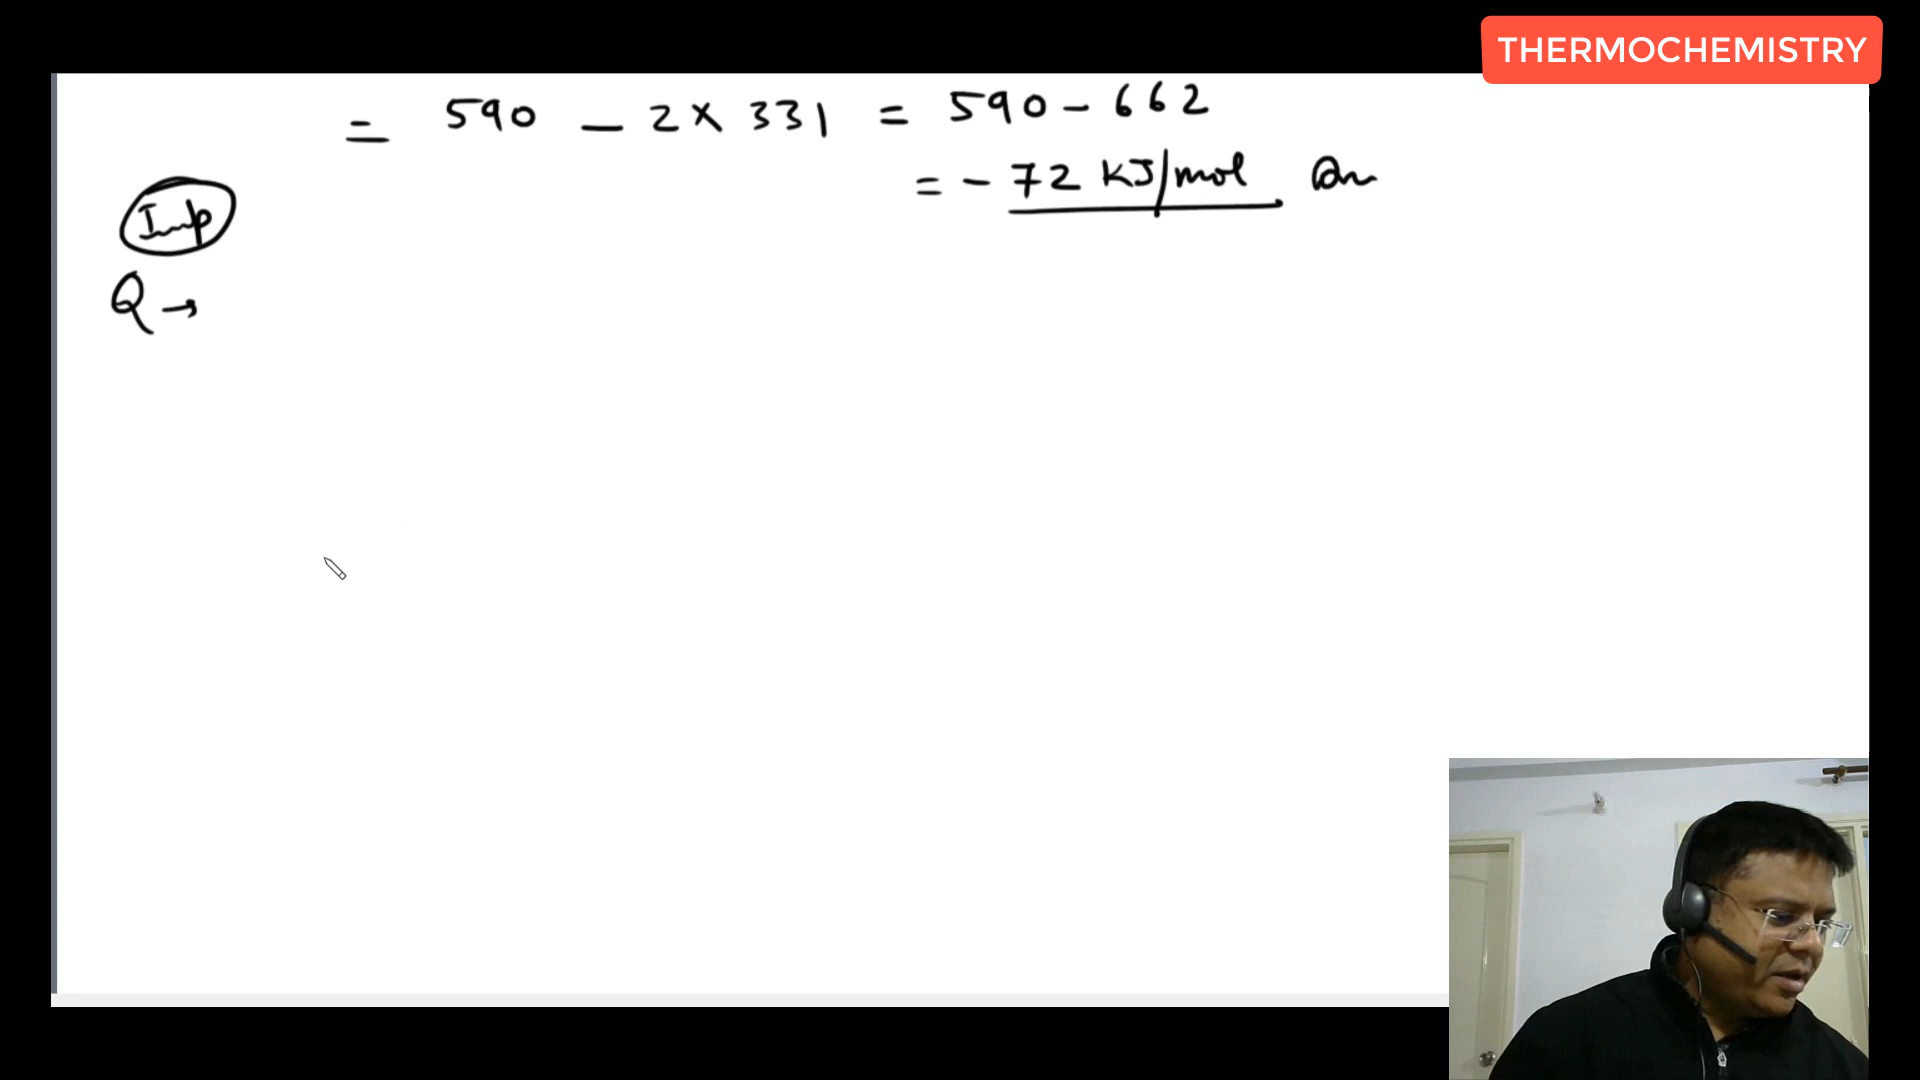 THERMOCHEMISTRY
= 590 - 2 × 331 = 590 - 662
= - 72 KJ/mol Ans
Imp
Q →